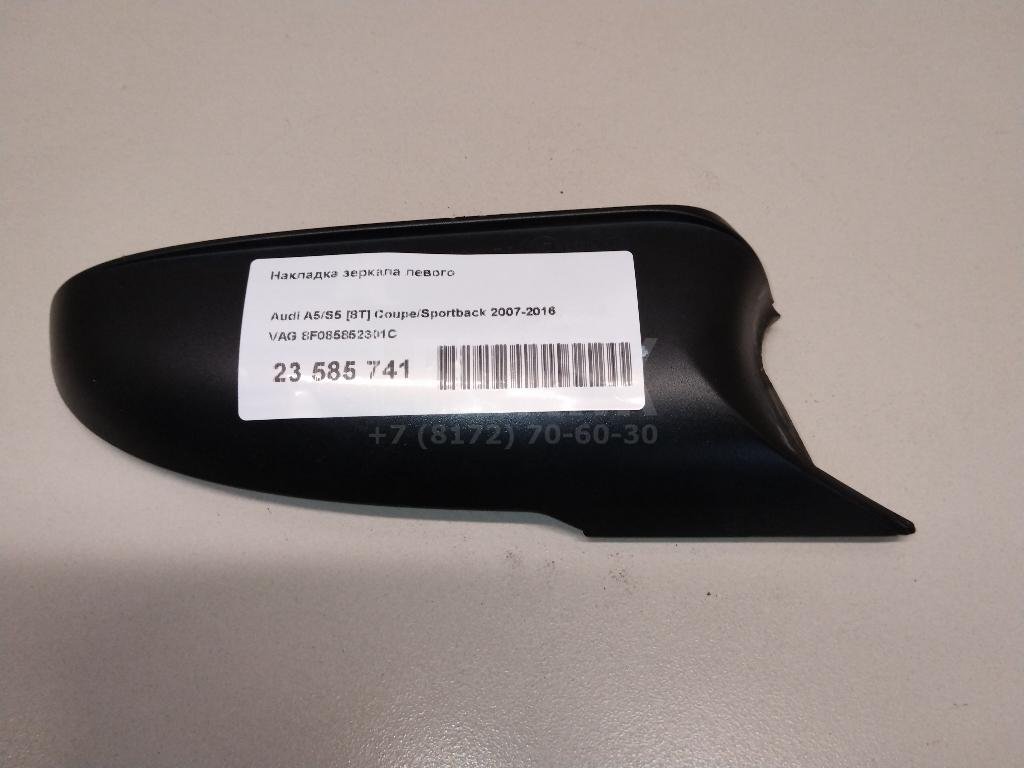 Накладка зеркала левого
Audi A5/S5 [8T] Coupe/Sportback 2007-2016
VAG 8F085852301C
23 585 741
+7 (8172) 70-60-30